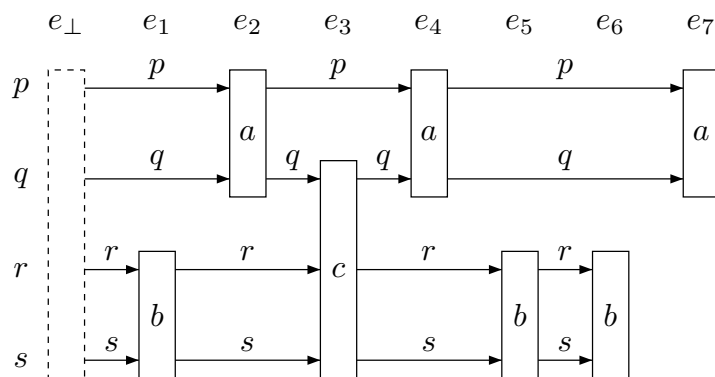 e⊥ e1 e2 e3 e4 e5 e6 e7
p p p p
a a a
q q q q q
r r r r r
c
b b b
s s s s s